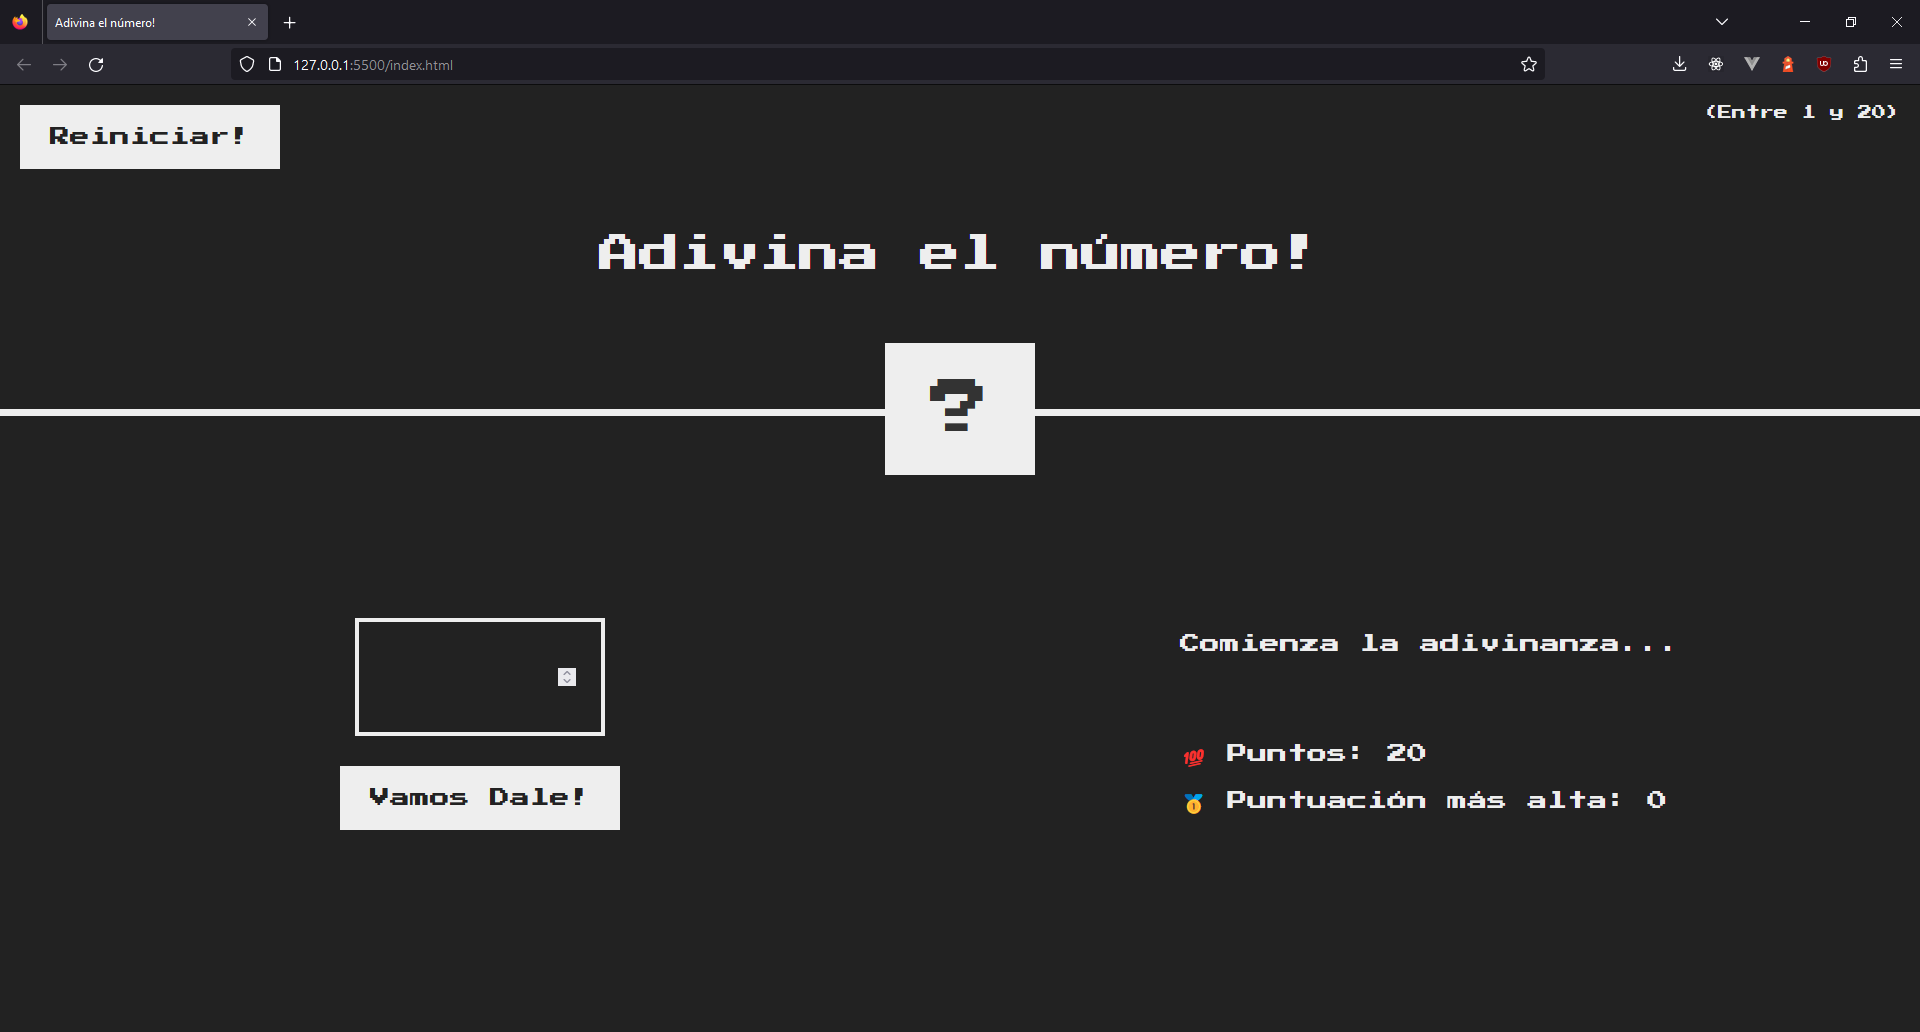 Adivina el número!
127.0.0.1:5500/index.html
Reiniciar!
(Entre 1 y 20)
Adivina el número!
?
Comienza la adivinanza...
💯 Puntos: 20
Vamos Dale!
🥇 Puntuación más alta: 0